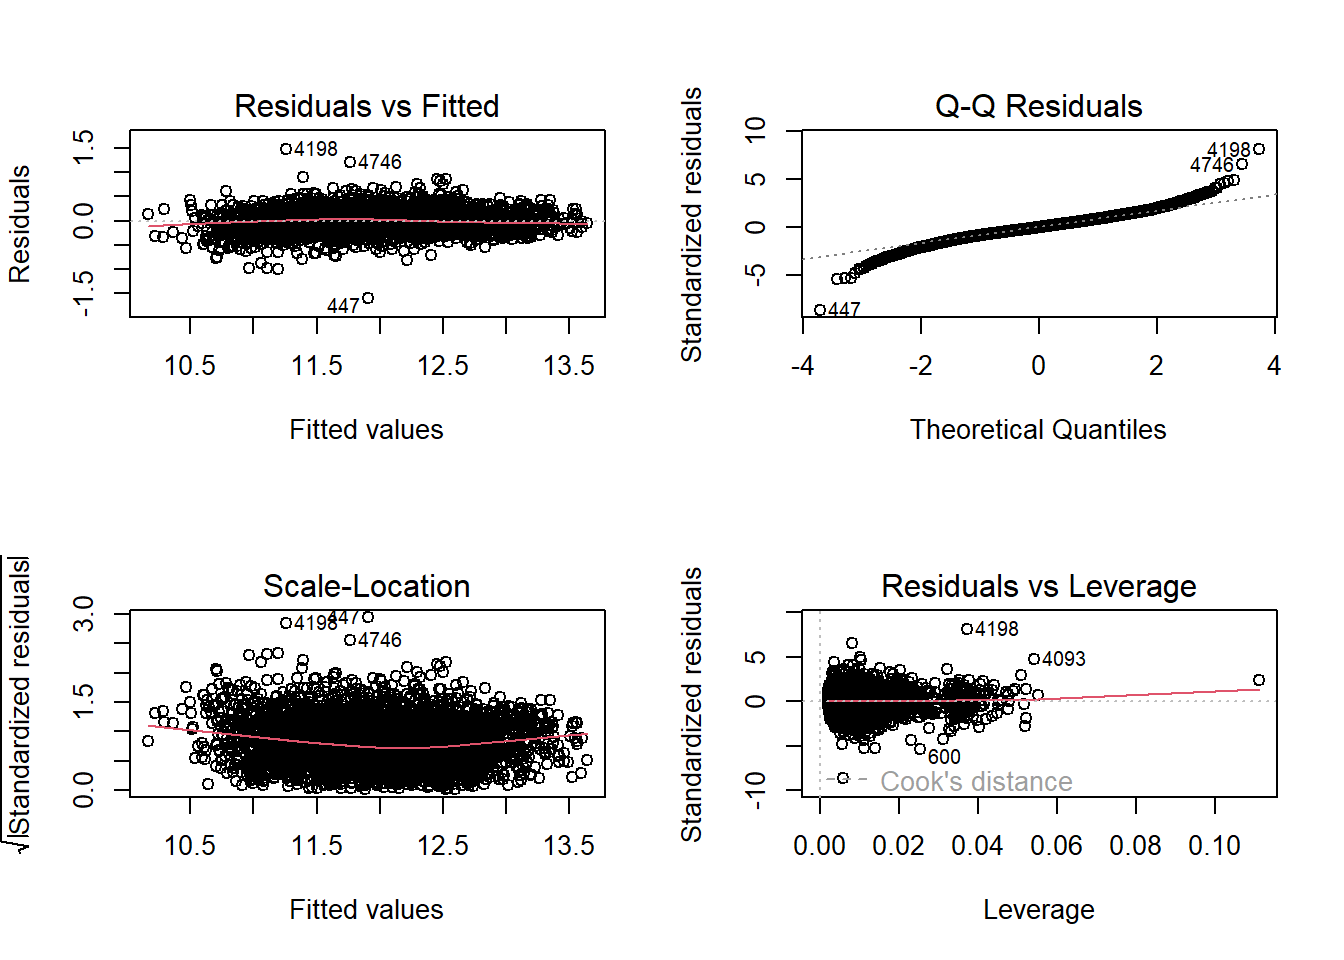 Residuals vs Fitted
Residuals
1.5
0.0
-1.5
4198
4746
447
10.5 11.5 12.5 13.5
Fitted values
Q-Q Residuals
Standardized residuals
10
5
0
-5
4198
4746
447
-4 -2 0 2 4
Theoretical Quantiles
Scale-Location
√|Standardized residuals|
3.0
1.5
0.0
4198
447
4746
10.5 11.5 12.5 13.5
Fitted values
Residuals vs Leverage
Standardized residuals
5
0
-10
4198
4093
600
Cook's distance
0.00 0.02 0.04 0.06 0.08 0.10
Leverage